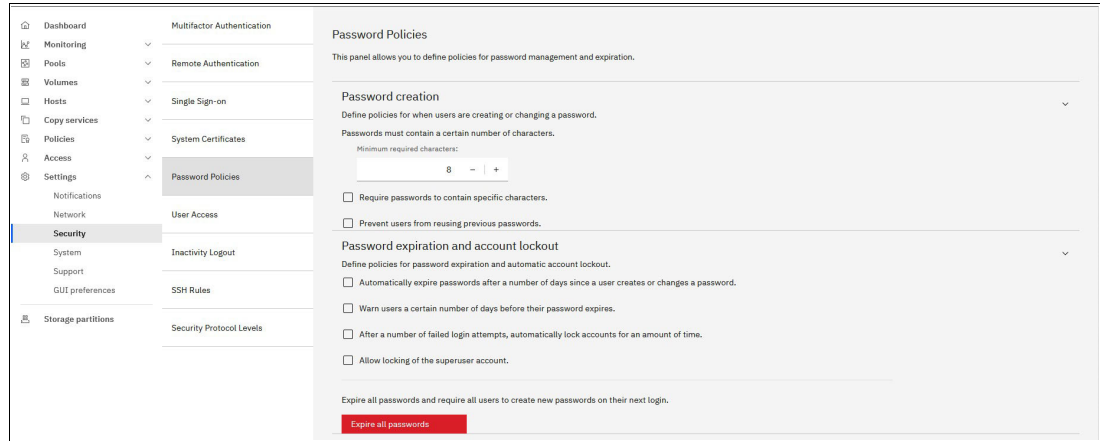 Dashboard
Monitoring
Pools
Volumes
Hosts
Copy services
Policies
Access
Settings
Notifications
Network
Security
System
Support
GUI preferences
Storage partitions
Multifactor Authentication
Remote Authentication
Single Sign-on
System Certificates
Password Policies
User Access
Inactivity Logout
SSH Rules
Security Protocol Levels
Password Policies
This panel allows you to define policies for password management and expiration.
Password creation
Define policies for when users are creating or changing a password.
Passwords must contain a certain number of characters.
Minimum required characters:
8 − | +
Require passwords to contain specific characters.
Prevent users from reusing previous passwords.
Password expiration and account lockout
Define policies for password expiration and automatic account lockout.
Automatically expire passwords after a number of days since a user creates or changes a password.
Warn users a certain number of days before their password expires.
After a number of failed login attempts, automatically lock accounts for an amount of time.
Allow locking of the superuser account.
Expire all passwords and require all users to create new passwords on their next login.
Expire all passwords